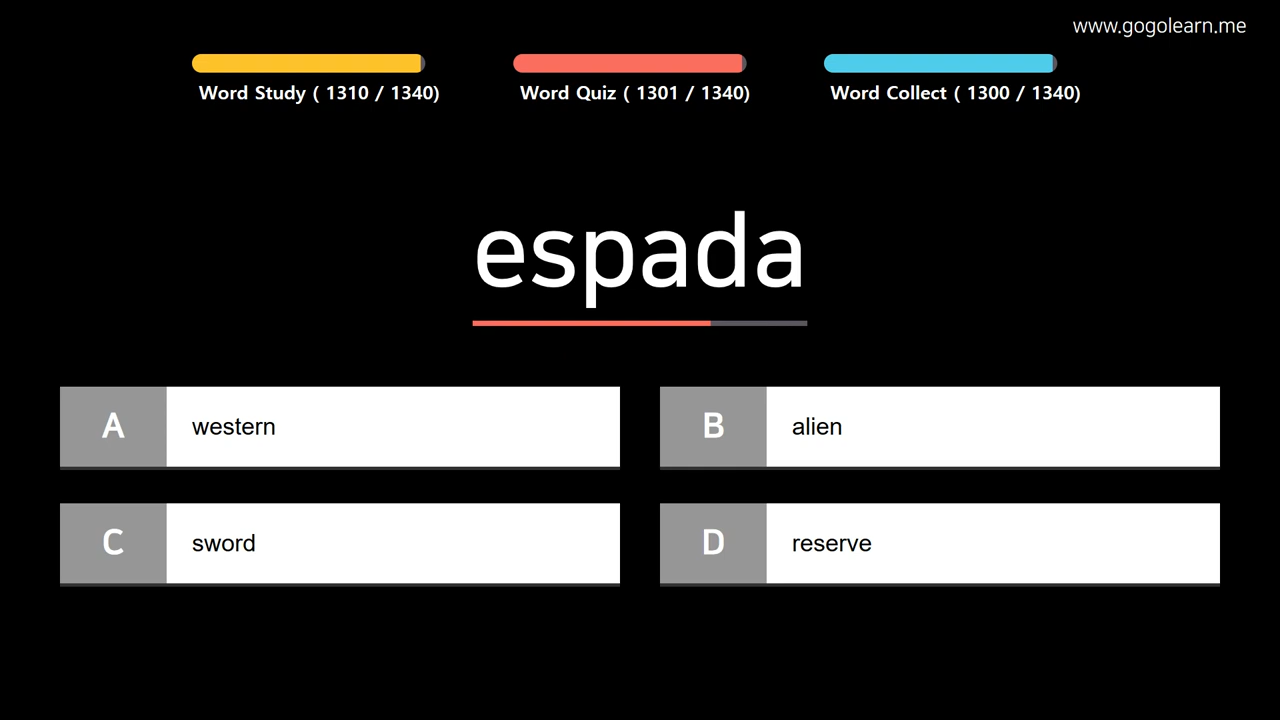 www.gogolearn.me
Word Study ( 1310 / 1340)
Word Quiz ( 1301 / 1340)
Word Collect ( 1300 / 1340)
espada
A western
B alien
C sword
D reserve